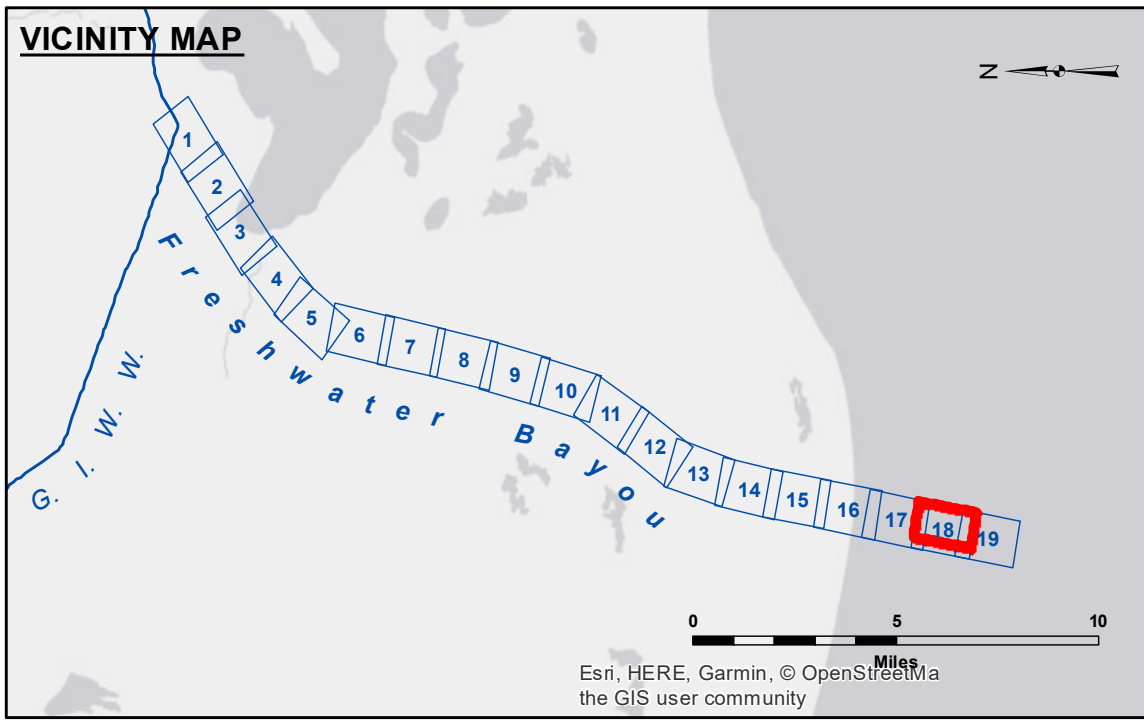 VICINITY MAP
N
1
2
3
4
5
6
7
8
9
10
11
12
13
14
15
16
17
18
19
Freshwater Bayou
G. I. W. W.
0 5 10
Miles
Esri, HERE, Garmin, © OpenStreetMa
the GIS user community